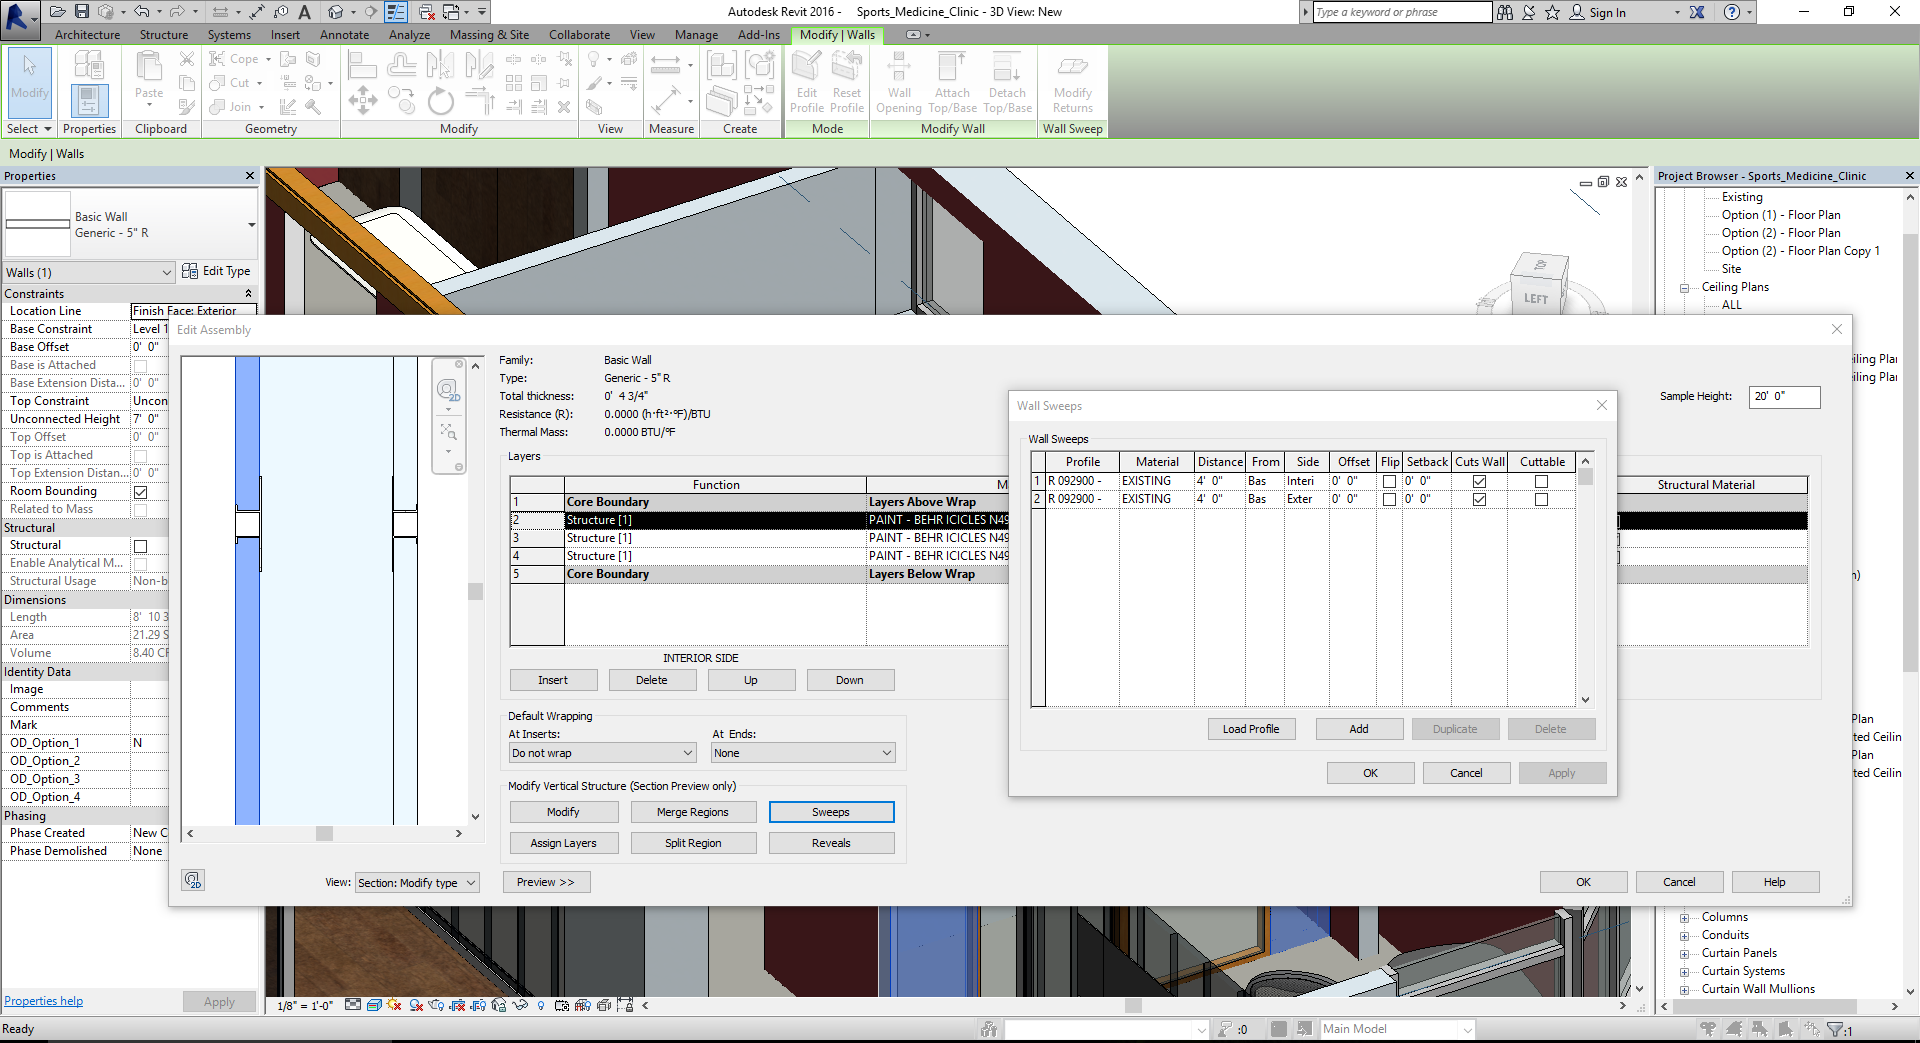 Autodesk Revit 2016 - Sports_Medicine_Clinic - 3D View: New
Type a keyword or phrase
Sign In
Architecture Structure Systems Insert Annotate Analyze Massing & Site Collaborate View Manage Add-Ins Modify | Walls
Modify
Paste
Cope
Cut
Join
Edit Profile
Reset Profile
Wall Opening
Attach Top/Base
Detach Top/Base
Modify Returns
Select Properties Clipboard Geometry Modify View Measure Create Mode Modify Wall Wall Sweep
Modify | Walls
Properties
Basic Wall
Generic - 5" R
Walls (1)
Edit Type
Constraints
Location Line Finish Face: Exterior
Base Constraint Level 1
Base Offset 0' 0"
Base is Attached
Base Extension Dista... 0' 0"
Top Constraint Uncon
Unconnected Height 7' 0"
Top Offset 0' 0"
Top is Attached
Top Extension Distan... 0' 0"
Room Bounding
Related to Mass
Structural
Structural
Enable Analytical M...
Structural Usage Non-b
Dimensions
Length 8' 10 3
Area 21.29 S
Volume 8.40 CF
Identity Data
Image
Comments
Mark
OD_Option_1 N
OD_Option_2
OD_Option_3
OD_Option_4
Phasing
Phase Created New C
Phase Demolished None
Properties help
Apply
LEFT
Project Browser - Sports_Medicine_Clinic
Existing
Option (1) - Floor Plan
Option (2) - Floor Plan
Option (2) - Floor Plan Copy 1
Site
Ceiling Plans
ALL
eiling Plan
eiling Plan
n)
Plan
ted Ceilin
Plan
ted Ceilin
Columns
Conduits
Curtain Panels
Curtain Systems
Curtain Wall Mullions
Edit Assembly
2D
Family: Basic Wall
Type: Generic - 5" R
Total thickness: 0' 4 3/4"
Resistance (R): 0.0000 (h·ft²·°F)/BTU
Thermal Mass: 0.0000 BTU/°F
Sample Height: 20' 0"
Layers
Function M Structural Material
1 Core Boundary Layers Above Wrap
2 Structure [1] PAINT - BEHR ICICLES N49
3 Structure [1] PAINT - BEHR ICICLES N49
4 Structure [1] PAINT - BEHR ICICLES N49
5 Core Boundary Layers Below Wrap
INTERIOR SIDE
Insert Delete Up Down
Default Wrapping
At Inserts: At Ends:
Do not wrap None
Modify Vertical Structure (Section Preview only)
Modify Merge Regions Sweeps
Assign Layers Split Region Reveals
2D
View: Section: Modify type Preview >>
OK Cancel Help
Wall Sweeps
Wall Sweeps
Profile Material Distance From Side Offset Flip Setback Cuts Wall Cuttable
1 R 092900 - EXISTING 4' 0" Bas Interi 0' 0" 0' 0"
2 R 092900 - EXISTING 4' 0" Bas Exter 0' 0" 0' 0"
Load Profile Add Duplicate Delete
OK Cancel Apply
1/8" = 1'-0"
Ready
:0
Main Model
:1